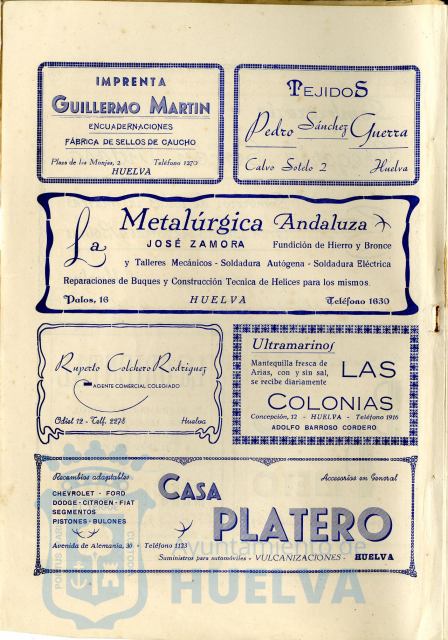 IMPRENTA
GUILLERMO MARTIN
ENCUADERNACIONES
FÁBRICA DE SELLOS DE CAUCHO
Plaza de las Monjas, 2 Teléfono 1270
HUELVA
TEJIDOS
Pedro Sánchez Guerra
Calvo Sotelo 2 Huelva
La Metalúrgica Andaluza
JOSÉ ZAMORA Fundición de Hierro y Bronce
y Talleres Mecánicos - Soldadura Autógena - Soldadura Eléctrica
Reparaciones de Buques y Construcción Tecnica de Helices para los mismos.
Palos, 16 HUELVA Teléfono 1630
Ruperto Colchero Rodriguez
AGENTE COMERCIAL COLEGIADO
Odiel 12 - Telf. 2278 Huelva
Ultramarinos
Mantequilla fresca de
Arias, con y sin sal,
se recibe diariamente
LAS
COLONIAS
Concepción, 12 - HUELVA - Teléfono 1916
ADOLFO BARROSO CORDERO
Recambios adaptables
Accesorios en General
CHEVROLET - FORD
DODGE - CITROEN - FIAT
SEGMENTOS
PISTONES - BULONES
CASA
PLATERO
Avenida de Alemania, 30 - Teléfono 1123
Suministros para automóviles - VULCANIZACIONES - HUELVA
Ayuntamiento de
HUELVA